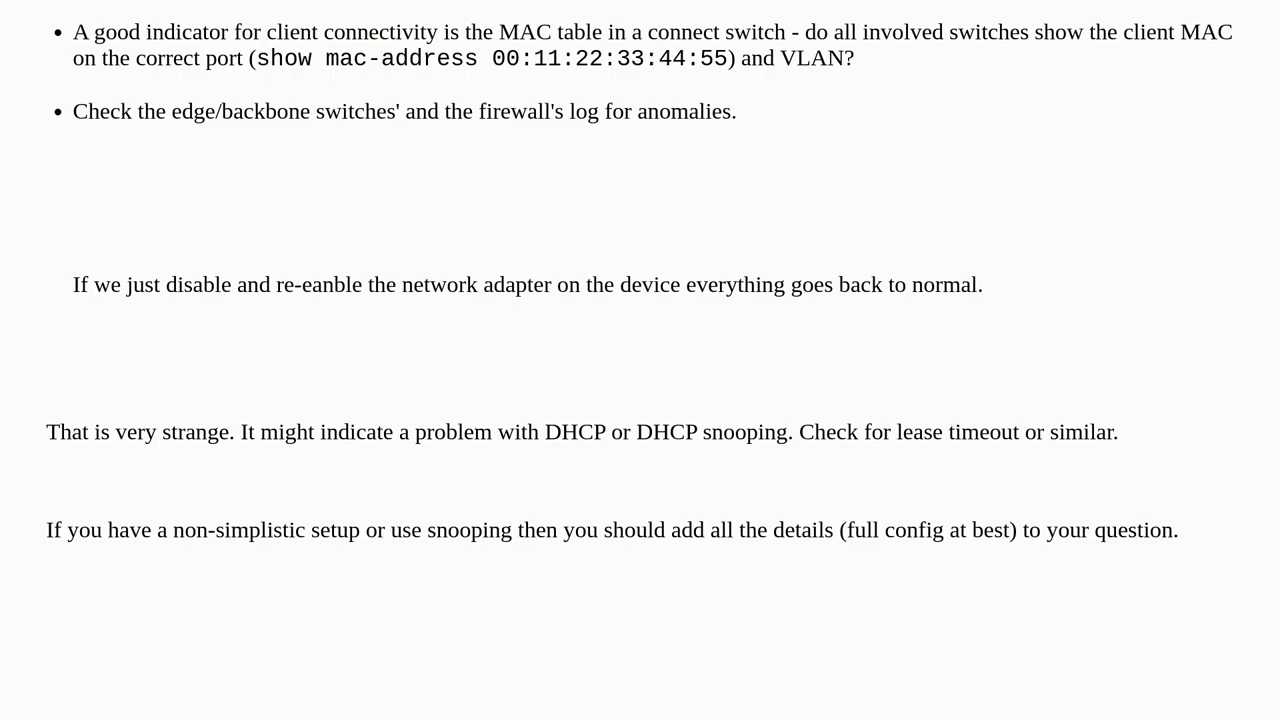 • A good indicator for client connectivity is the MAC table in a connect switch - do all involved switches show the client MAC
on the correct port (show mac-address 00:11:22:33:44:55) and VLAN?
• Check the edge/backbone switches' and the firewall's log for anomalies.
If we just disable and re-eanble the network adapter on the device everything goes back to normal.
That is very strange. It might indicate a problem with DHCP or DHCP snooping. Check for lease timeout or similar.
If you have a non-simplistic setup or use snooping then you should add all the details (full config at best) to your question.